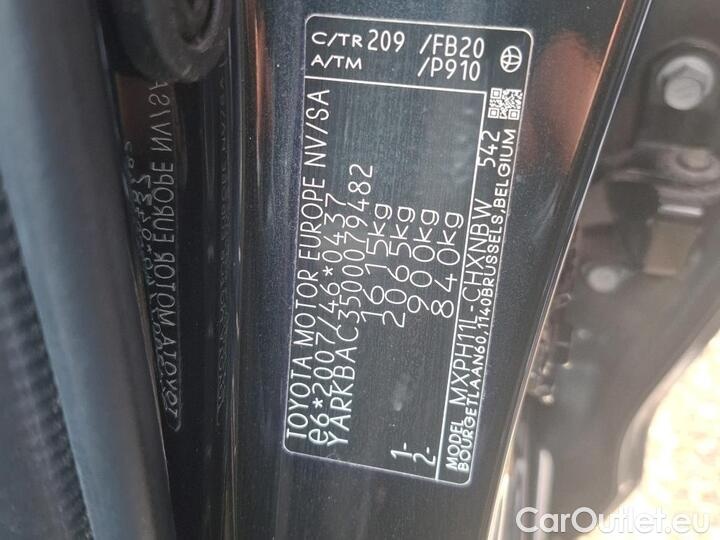 TOYOTA MOTOR EUROPE NV/SA
e6*2007/46*0437
YARKBAC3500079482
1615kg
2065kg
1- 900kg
2- 840kg
MODEL MXPH11L-CHXNBW 542
BOURGETLAAN60,1140BRUSSELS,BELGIUM
C/TR 209 /FB20
A/TM /P910
CarOutlet.eu